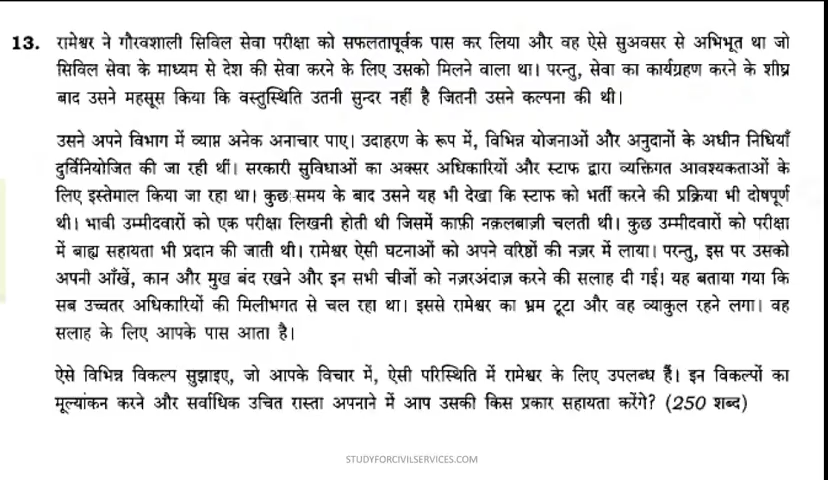 13. रामेश्वर ने गौरवशाली सिविल सेवा परीक्षा को सफलतापूर्वक पास कर लिया और वह ऐसे सुअवसर से अभिभूत था जो
सिविल सेवा के माध्यम से देश की सेवा करने के लिए उसको मिलने वाला था। परन्तु, सेवा का कार्यग्रहण करने के शीघ्र
बाद उसने महसूस किया कि वस्तुस्थिति उतनी सुन्दर नहीं है जितनी उसने कल्पना की थी।
उसने अपने विभाग में व्याप्त अनेक अनाचार पाए। उदाहरण के रूप में, विभिन्न योजनाओं और अनुदानों के अधीन निधियाँ
दुर्विनियोजित की जा रही थीं। सरकारी सुविधाओं का अक्सर अधिकारियों और स्टाफ द्वारा व्यक्तिगत आवश्यकताओं के
लिए इस्तेमाल किया जा रहा था। कुछ समय के बाद उसने यह भी देखा कि स्टाफ को भर्ती करने की प्रक्रिया भी दोषपूर्ण
थी। भावी उम्मीदवारों को एक परीक्षा लिखनी होती थी जिसमें काफ़ी नक़लबाज़ी चलती थी। कुछ उम्मीदवारों को परीक्षा
में बाह्य सहायता भी प्रदान की जाती थी। रामेश्वर ऐसी घटनाओं को अपने वरिष्ठों की नज़र में लाया। परन्तु, इस पर उसको
अपनी आँखें, कान और मुख बंद रखने और इन सभी चीजों को नज़रअंदाज़ करने की सलाह दी गई। यह बताया गया कि
सब उच्चतर अधिकारियों की मिलीभगत से चल रहा था। इससे रामेश्वर का भ्रम टूटा और वह व्याकुल रहने लगा। वह
सलाह के लिए आपके पास आता है।
ऐसे विभिन्न विकल्प सुझाइए, जो आपके विचार में, ऐसी परिस्थिति में रामेश्वर के लिए उपलब्ध हैं। इन विकल्पों का
मूल्यांकन करने और सर्वाधिक उचित रास्ता अपनाने में आप उसकी किस प्रकार सहायता करेंगे? (250 शब्द)
STUDYFORCIVILSERVICES.COM